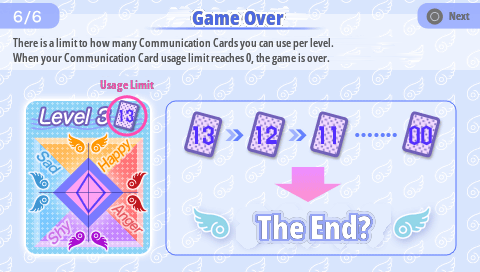 6/6
Game Over
Next
There is a limit to how many Communication Cards you can use per level.
When your Communication Card usage limit reaches 0, the game is over.
Usage Limit
Level 3
13
Sad
Happy
Shy
Anger
13
12
11
00
The End?